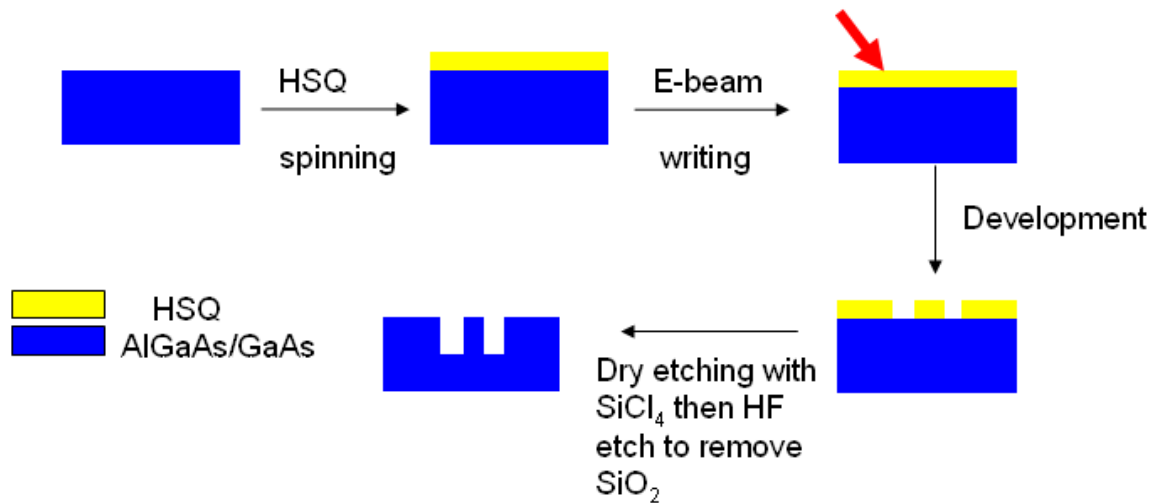 HSQ
spinning
E-beam
writing
Development
HSQ
AlGaAs/GaAs
Dry etching with
SiCl₄ then HF
etch to remove
SiO₂